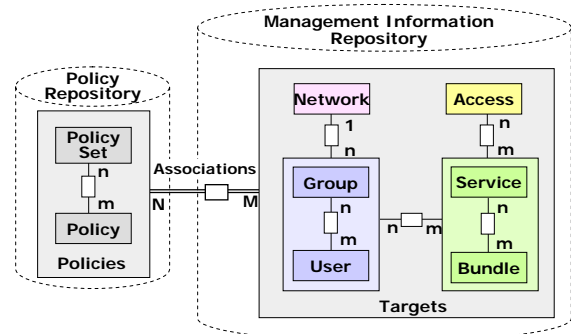 Management Information
Repository
Policy
Repository
Network
Access
Policy
Set
1
n
n
m
Associations
Group
Service
n
m
N
M
n
m
n
m
n
m
Policy
User
Bundle
Policies
Targets